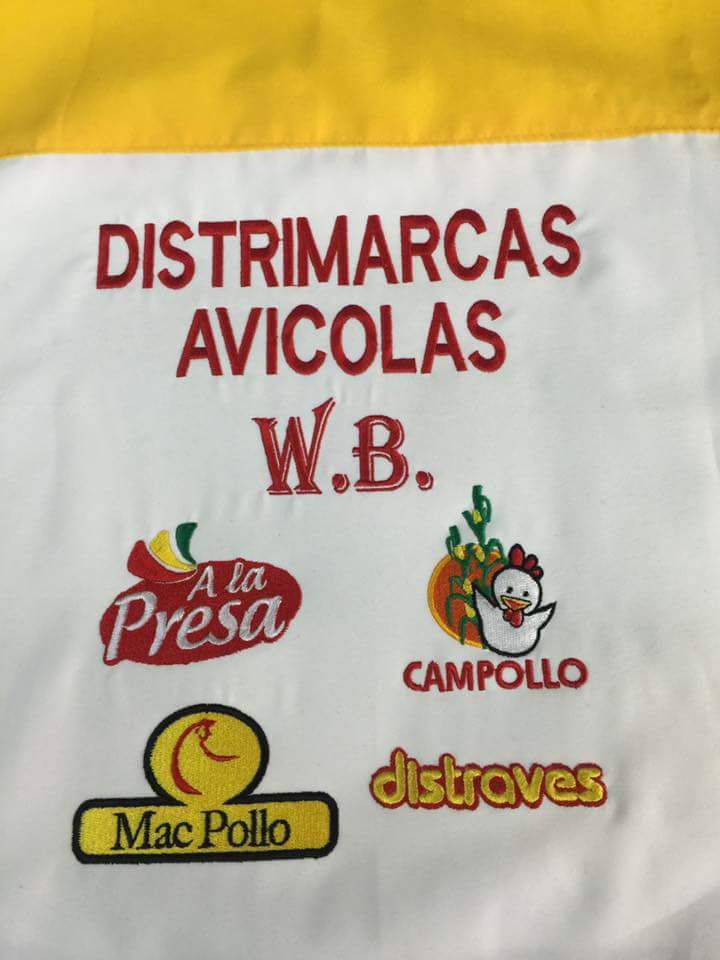 DISTRIMARCAS
AVICOLAS
W.B.
A la
Presa
CAMPOLLO
Mac Pollo
distraves